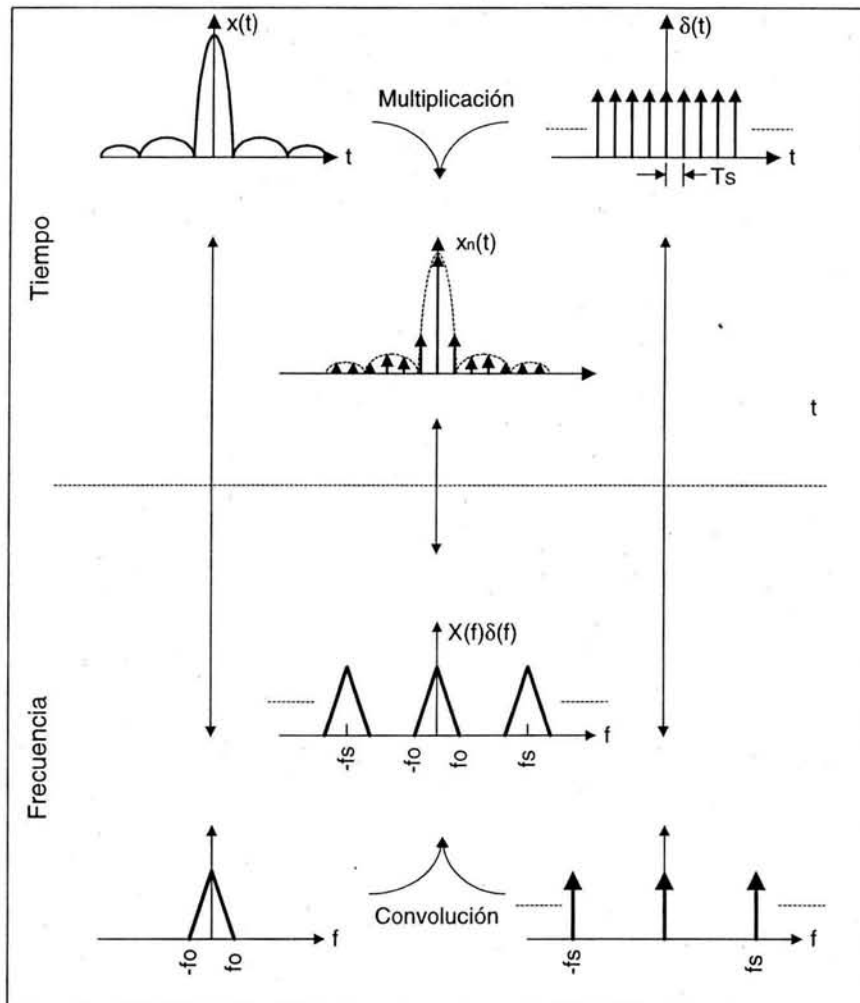 x(t)
δ(t)
Multiplicación
t
t
Ts
Tiempo
xn(t)
t
X(f)δ(f)
f
-fs
-fo
fo
fs
Frecuencia
Convolución
f
-fo
fo
f
-fs
fs